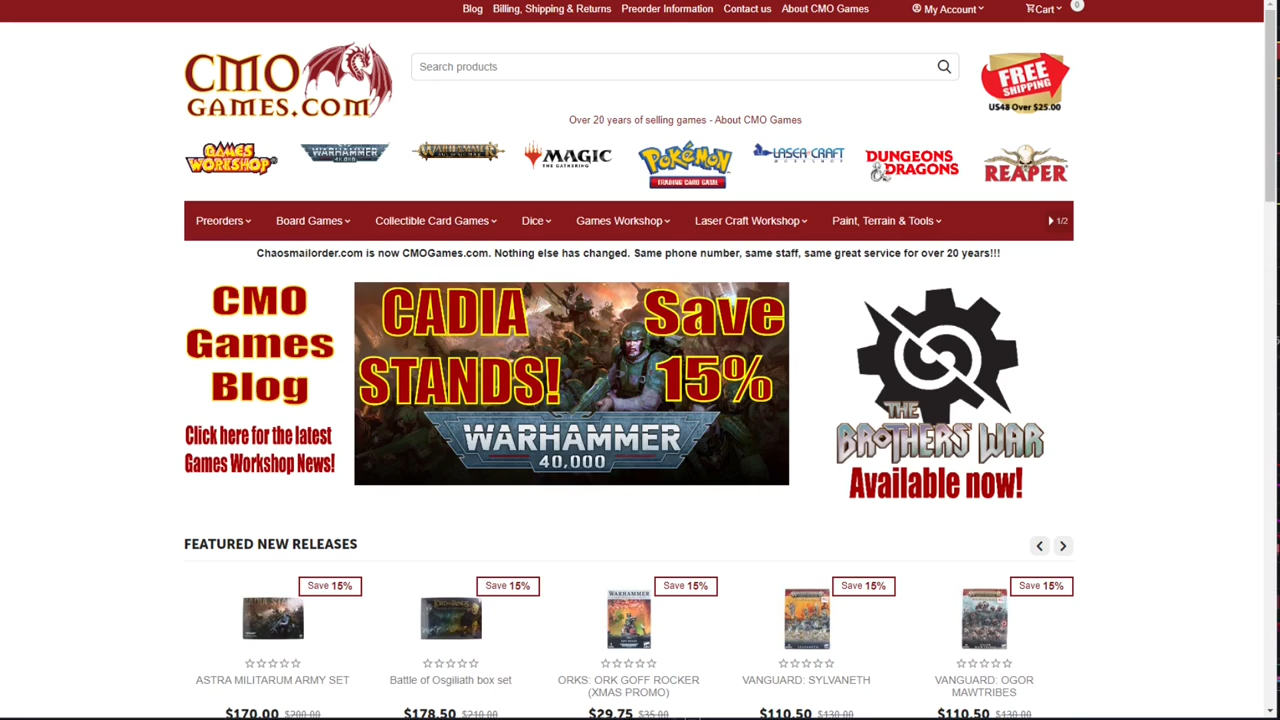 Blog Billing, Shipping & Returns Preorder Information Contact us About CMO Games My Account Cart 0
CMO
GAMES.COM
Search products
FREE
SHIPPING
US48 Over $25.00
Over 20 years of selling games - About CMO Games
GAMES WORKSHOP
WARHAMMER
40,000
MAGIC
THE GATHERING
POKéMON
TRADING CARD GAME
LASER CRAFT
WORKSHOP
DUNGEONS
& DRAGONS
REAPER
Preorders Board Games Collectible Card Games Dice Games Workshop Laser Craft Workshop Paint, Terrain & Tools 1/2
Chaosmailorder.com is now CMOGames.com. Nothing else has changed. Same phone number, same staff, same great service for over 20 years!!!
CMO
Games
Blog
Click here for the latest
Games Workshop News!
CADIA
STANDS!
Save
15%
WARHAMMER
40,000
THE
BROTHERS' WAR
Available now!
FEATURED NEW RELEASES
Save 15% Save 15% Save 15% Save 15% Save 15%
WARHAMMER
ASTRA MILITARUM ARMY SET
Battle of Osgiliath box set
ORKS: ORK GOFF ROCKER
(XMAS PROMO)
VANGUARD: SYLVANETH
VANGUARD: OGOR
MAWTRIBES
$170.00 $200.00 $178.50 $210.00 $29.75 $35.00 $110.50 $130.00 $110.50 $130.00